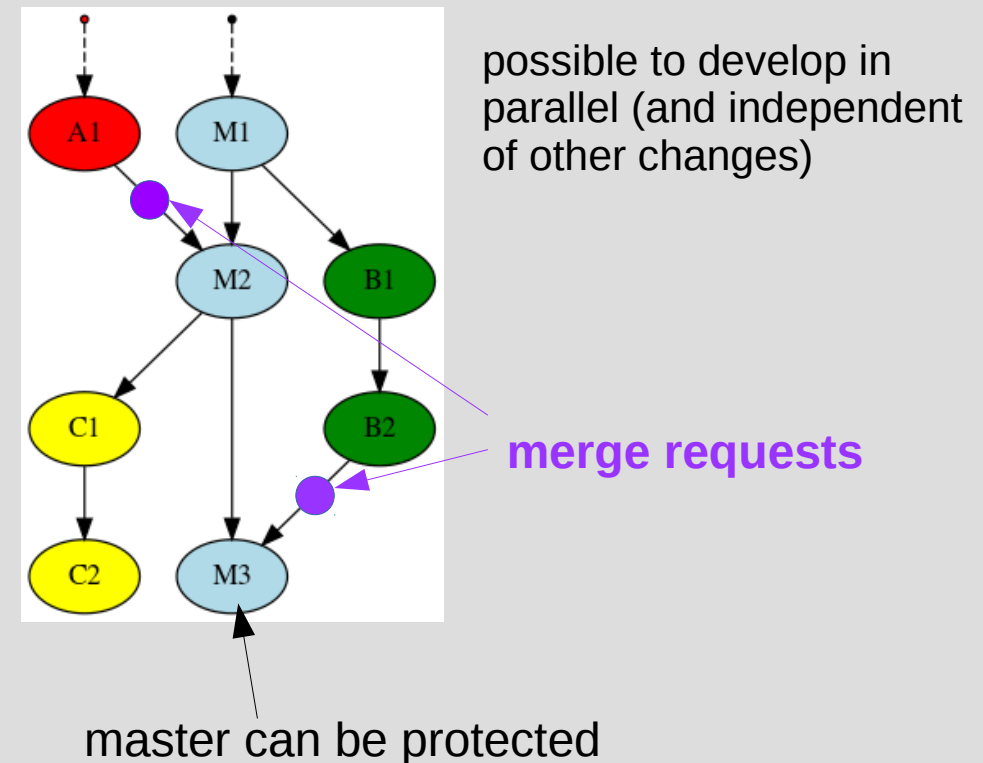 possible to develop in
parallel (and independent
of other changes)
A1 M1
M2 B1
C1 B2
merge requests
C2 M3
master can be protected